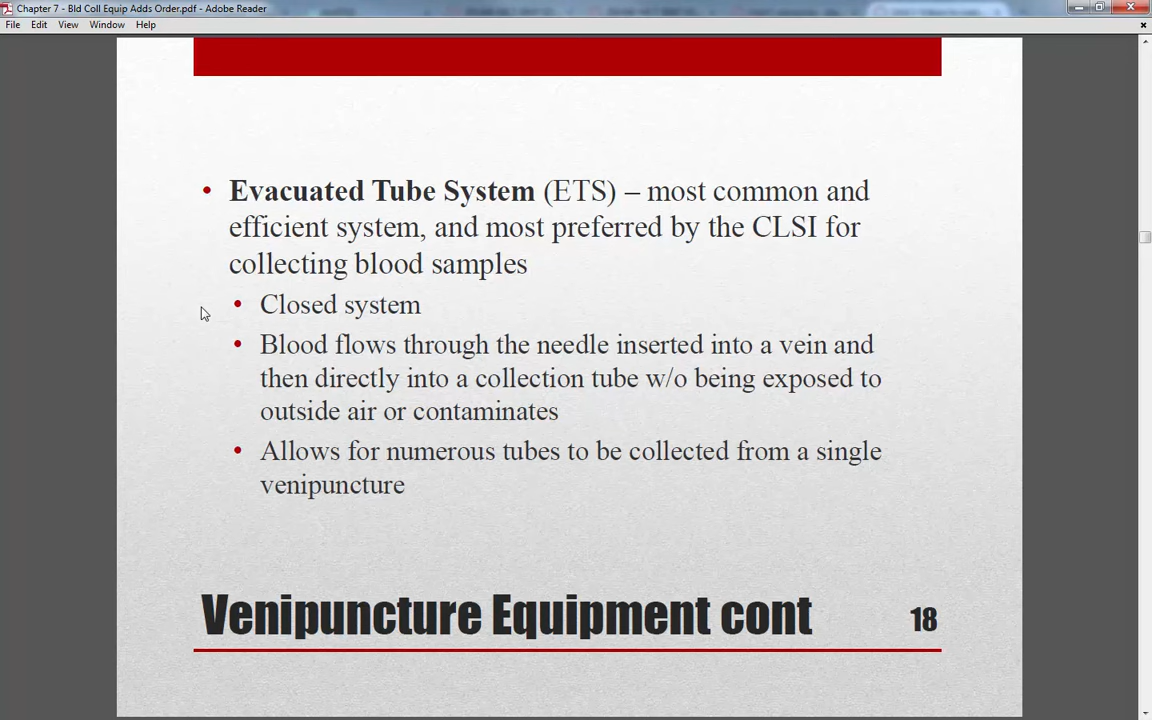 Chapter 7 - Bld Coll Equip Adds Order.pdf - Adobe Reader
File Edit View Window Help
• Evacuated Tube System (ETS) – most common and
efficient system, and most preferred by the CLSI for
collecting blood samples
• Closed system
• Blood flows through the needle inserted into a vein and
then directly into a collection tube w/o being exposed to
outside air or contaminates
• Allows for numerous tubes to be collected from a single
venipuncture
Venipuncture Equipment cont 18